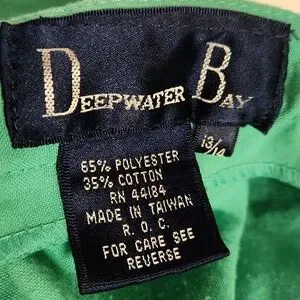 DEEPWATER BAY
13/14
65% POLYESTER
35% COTTON
RN 44184
MADE IN TAIWAN
R. O. C.
FOR CARE SEE
REVERSE